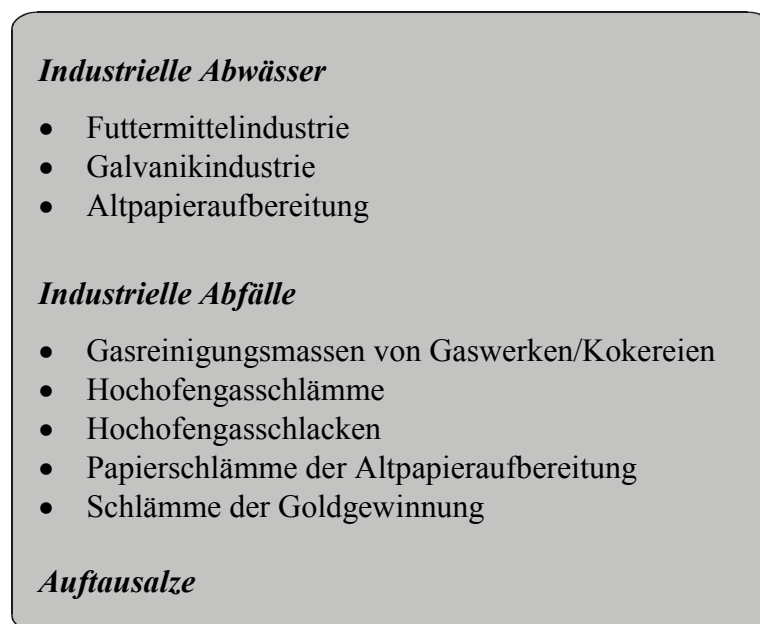 Industrielle Abwässer
• Futtermittelindustrie
• Galvanikindustrie
• Altpapieraufbereitung
Industrielle Abfälle
• Gasreinigungsmassen von Gaswerken/Kokereien
• Hochofengasschlämme
• Hochofengasschlacken
• Papierschlämme der Altpapieraufbereitung
• Schlämme der Goldgewinnung
Auftausalze